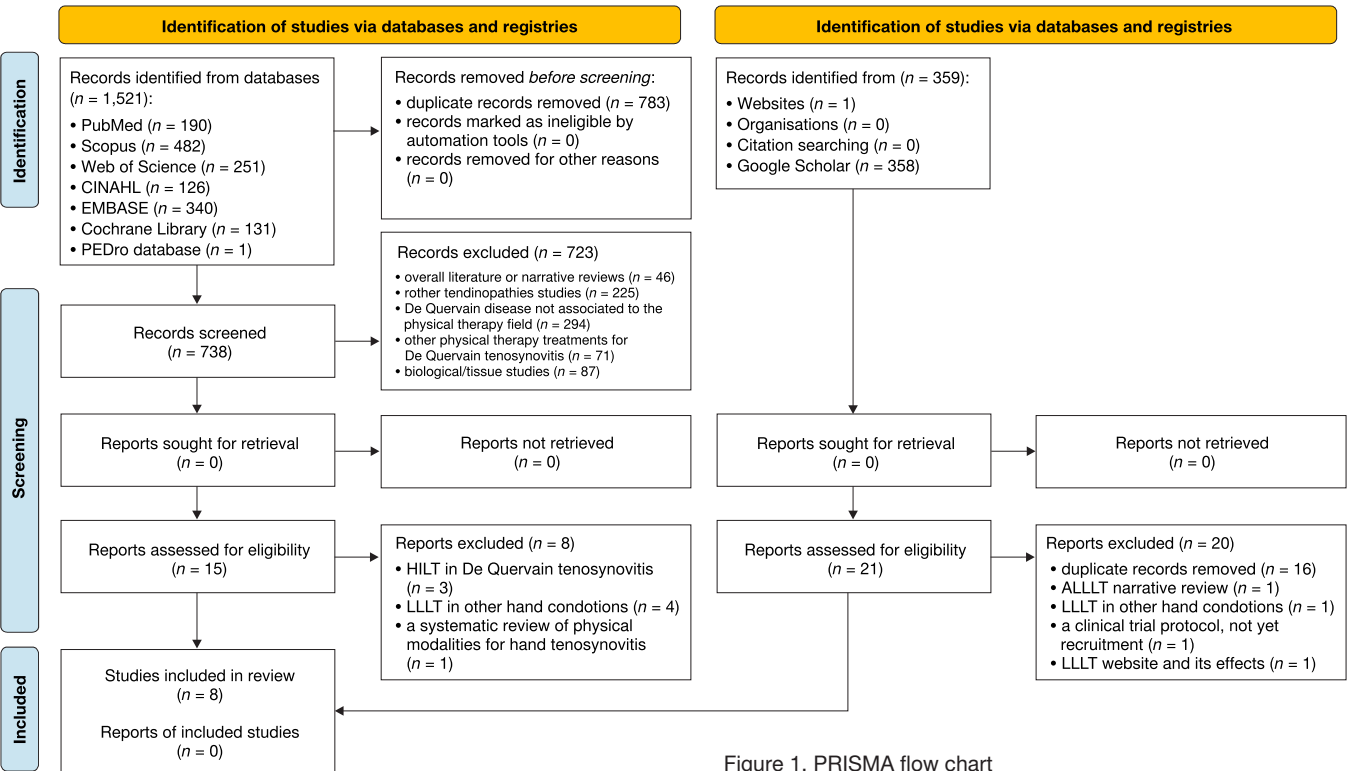 Identification of studies via databases and registries
Identification of studies via databases and registries
Identification
Records identified from databases
(n = 1,521):
• PubMed (n = 190)
• Scopus (n = 482)
• Web of Science (n = 251)
• CINAHL (n = 126)
• EMBASE (n = 340)
• Cochrane Library (n = 131)
• PEDro database (n = 1)
Records removed before screening:
• duplicate records removed (n = 783)
• records marked as ineligible by
automation tools (n = 0)
• records removed for other reasons
(n = 0)
Records identified from (n = 359):
• Websites (n = 1)
• Organisations (n = 0)
• Citation searching (n = 0)
• Google Scholar (n = 358)
Screening
Records screened
(n = 738)
Records excluded (n = 723)
• overall literature or narrative reviews (n = 46)
• rother tendinopathies studies (n = 225)
• De Quervain disease not associated to the
physical therapy field (n = 294)
• other physical therapy treatments for
De Quervain tenosynovitis (n = 71)
• biological/tissue studies (n = 87)
Reports sought for retrieval
(n = 0)
Reports not retrieved
(n = 0)
Reports sought for retrieval
(n = 0)
Reports not retrieved
(n = 0)
Reports assessed for eligibility
(n = 15)
Reports excluded (n = 8)
• HILT in De Quervain tenosynovitis
(n = 3)
• LLLT in other hand condotions (n = 4)
• a systematic review of physical
modalities for hand tenosynovitis
(n = 1)
Reports assessed for eligibility
(n = 21)
Reports excluded (n = 20)
• duplicate records removed (n = 16)
• ALLLT narrative review (n = 1)
• LLLT in other hand condotions (n = 1)
• a clinical trial protocol, not yet
recruitment (n = 1)
• LLLT website and its effects (n = 1)
Included
Studies included in review
(n = 8)
Reports of included studies
(n = 0)
Figure 1. PRISMA flow chart